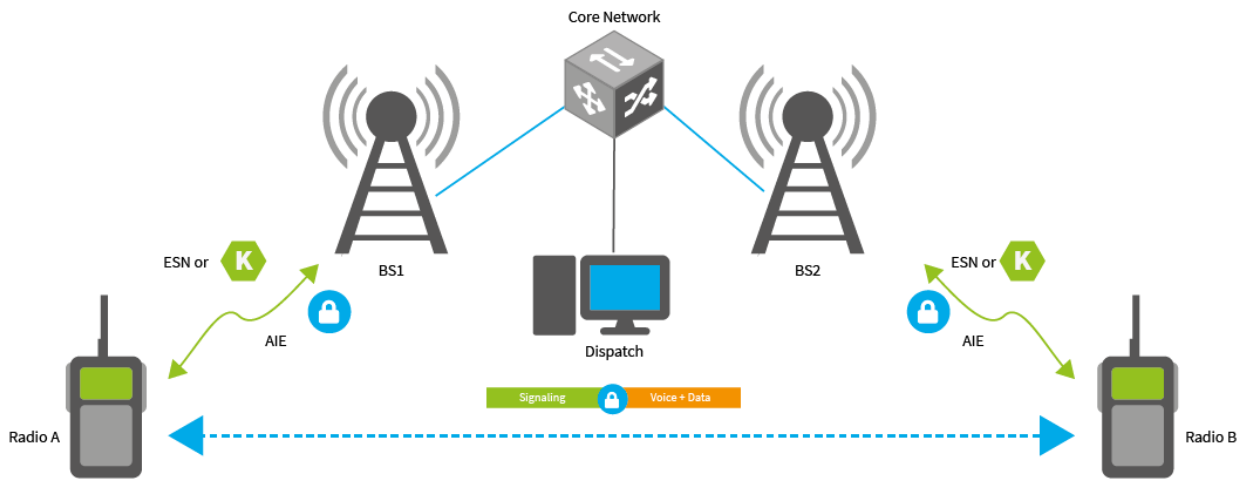 Core Network
BS1
BS2
ESN or K
ESN or K
AIE
AIE
Dispatch
Signaling
Voice + Data
Radio A
Radio B